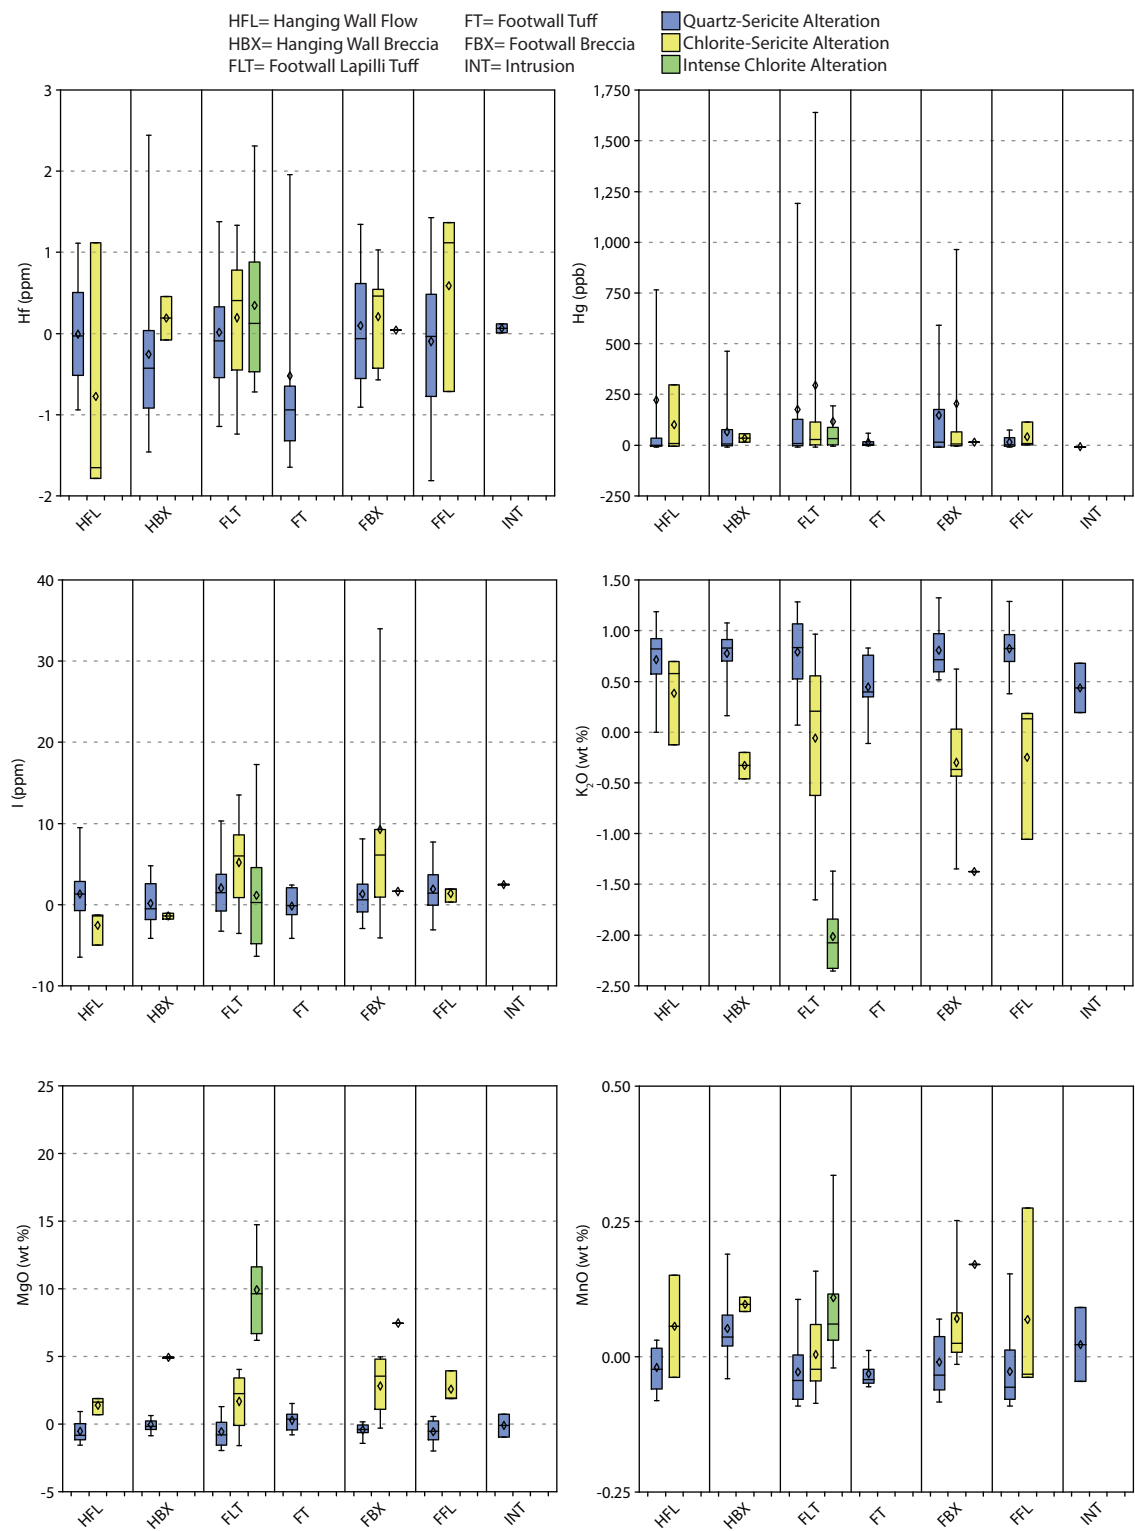 HFL= Hanging Wall Flow
FT= Footwall Tuff
Quartz-Sericite Alteration
HBX= Hanging Wall Breccia
FBX= Footwall Breccia
Chlorite-Sericite Alteration
FLT= Footwall Lapilli Tuff
INT= Intrusion
Intense Chlorite Alteration
3
2
1
0
-1
-2
Hf (ppm)
HFL
HBX
FLT
FT
FBX
FFL
INT
1,750
1,500
1,250
1,000
750
500
250
0
-250
Hg (ppb)
HFL
HBX
FLT
FT
FBX
FFL
INT
40
30
20
10
0
-10
I (ppm)
HFL
HBX
FLT
FT
FBX
FFL
INT
1.50
1.00
0.50
0.00
-0.50
-1.00
-1.50
-2.00
-2.50
K₂O (wt %)
HFL
HBX
FLT
FT
FBX
FFL
INT
25
20
15
10
5
0
-5
MgO (wt %)
HFL
HBX
FLT
FT
FBX
FFL
INT
0.50
0.25
0.00
-0.25
MnO (wt %)
HFL
HBX
FLT
FT
FBX
FFL
INT